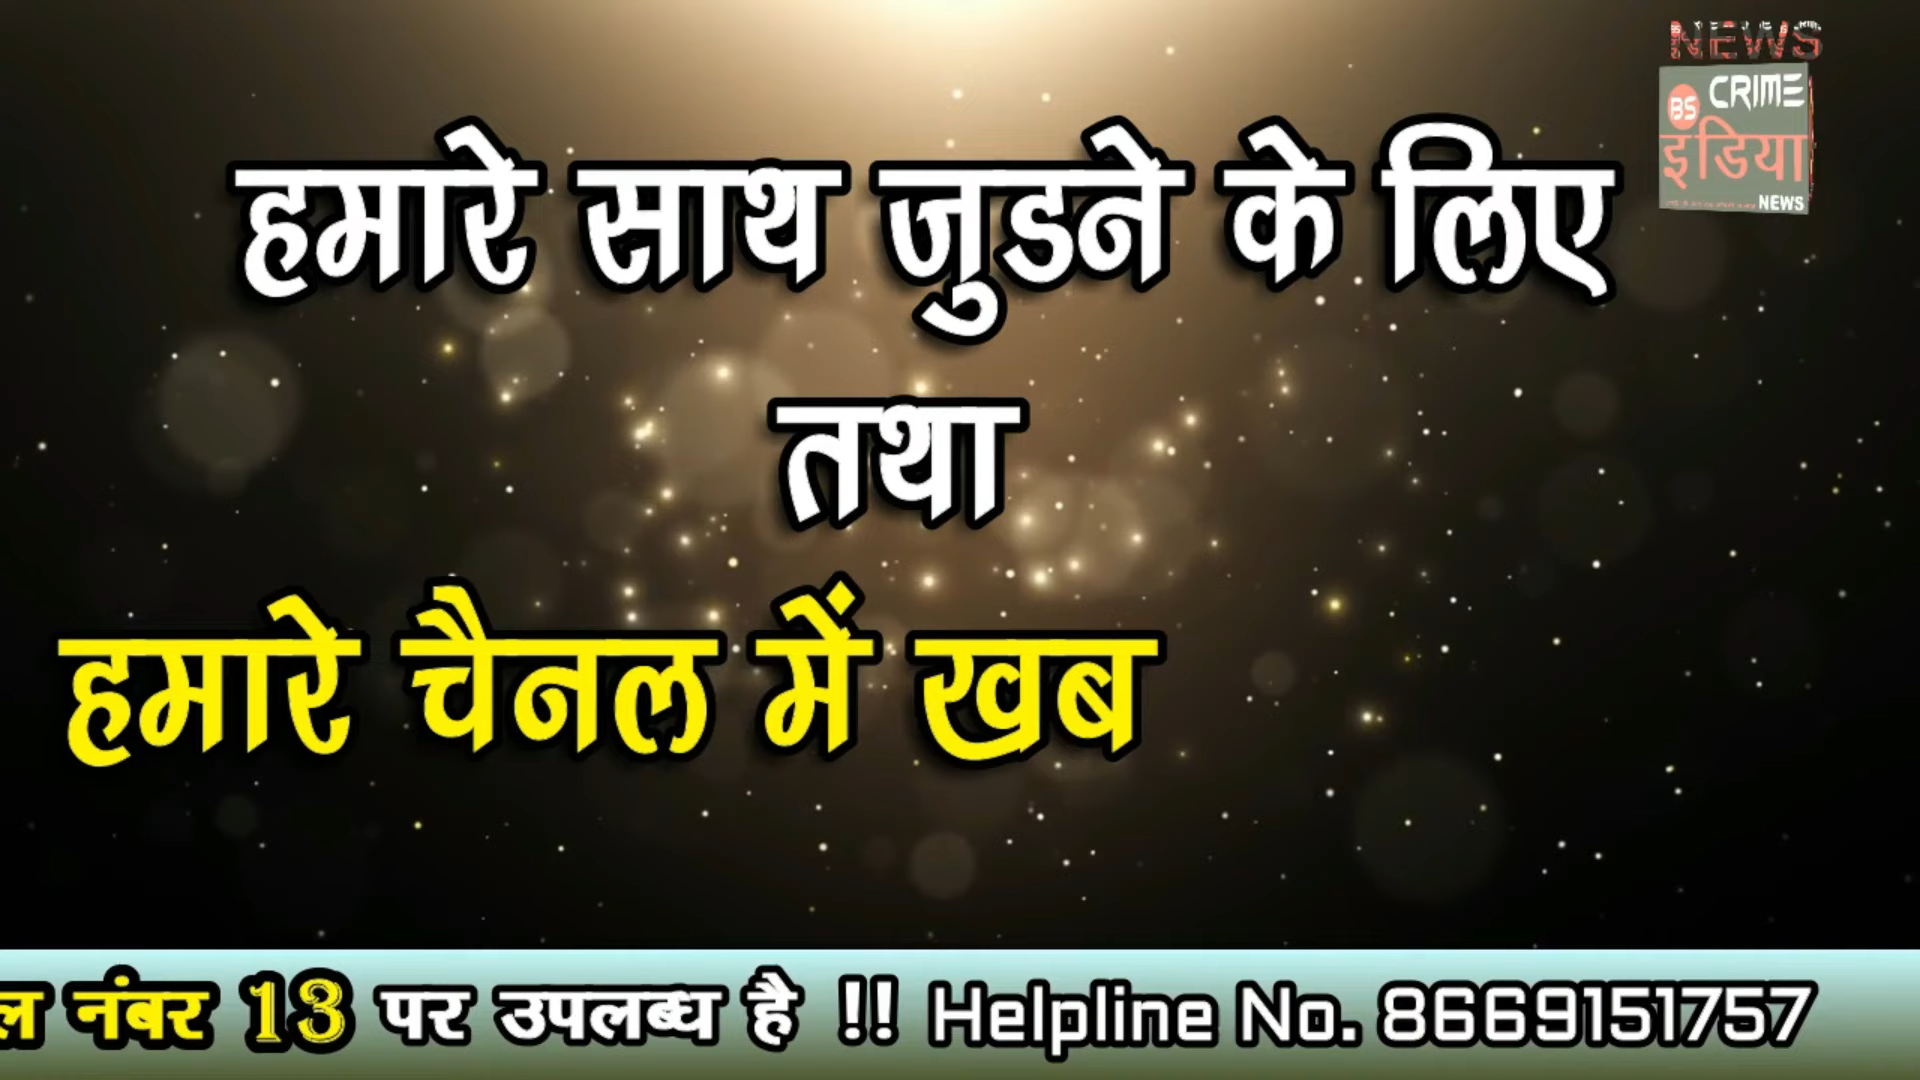 NEWS
BS CRIME
इंडिया
NEWS
हमारे साथ जुडने के लिए
तथा
हमारे चैनल में खब
ल नंबर 13 पर उपलब्ध है !! Helpline No. 8669151757